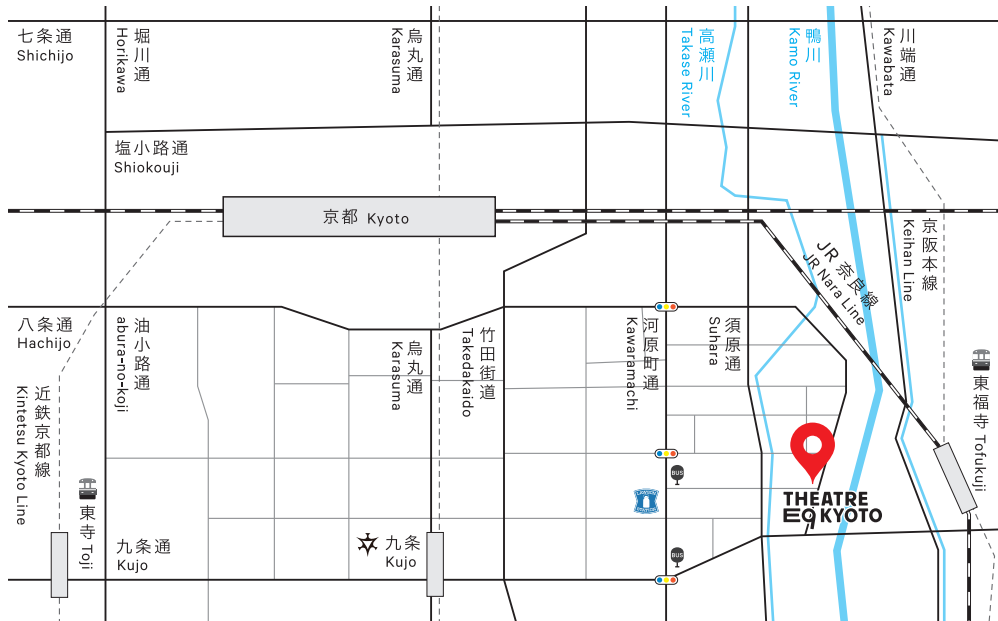 七条通
Shichijo
堀川通
Horikawa
烏丸通
Karasuma
高瀬川
Takase River
鴨川
Kamo River
川端通
Kawabata
塩小路通
Shiokouji
京都 Kyoto
京阪本線
Keihan Line
JR 奈良線
JR Nara Line
八条通
Hachijo
油小路通
abura-no-koji
烏丸通
Karasuma
竹田街道
Takedakaido
河原町通
Kawaramachi
須原通
Suhara
近鉄京都線
Kintetsu Kyoto Line
東福寺 Tofukuji
東寺 Toji
BUS
LAWSON
STATION
THEATRE
E9 KYOTO
九条通
Kujo
九条
Kujo
BUS